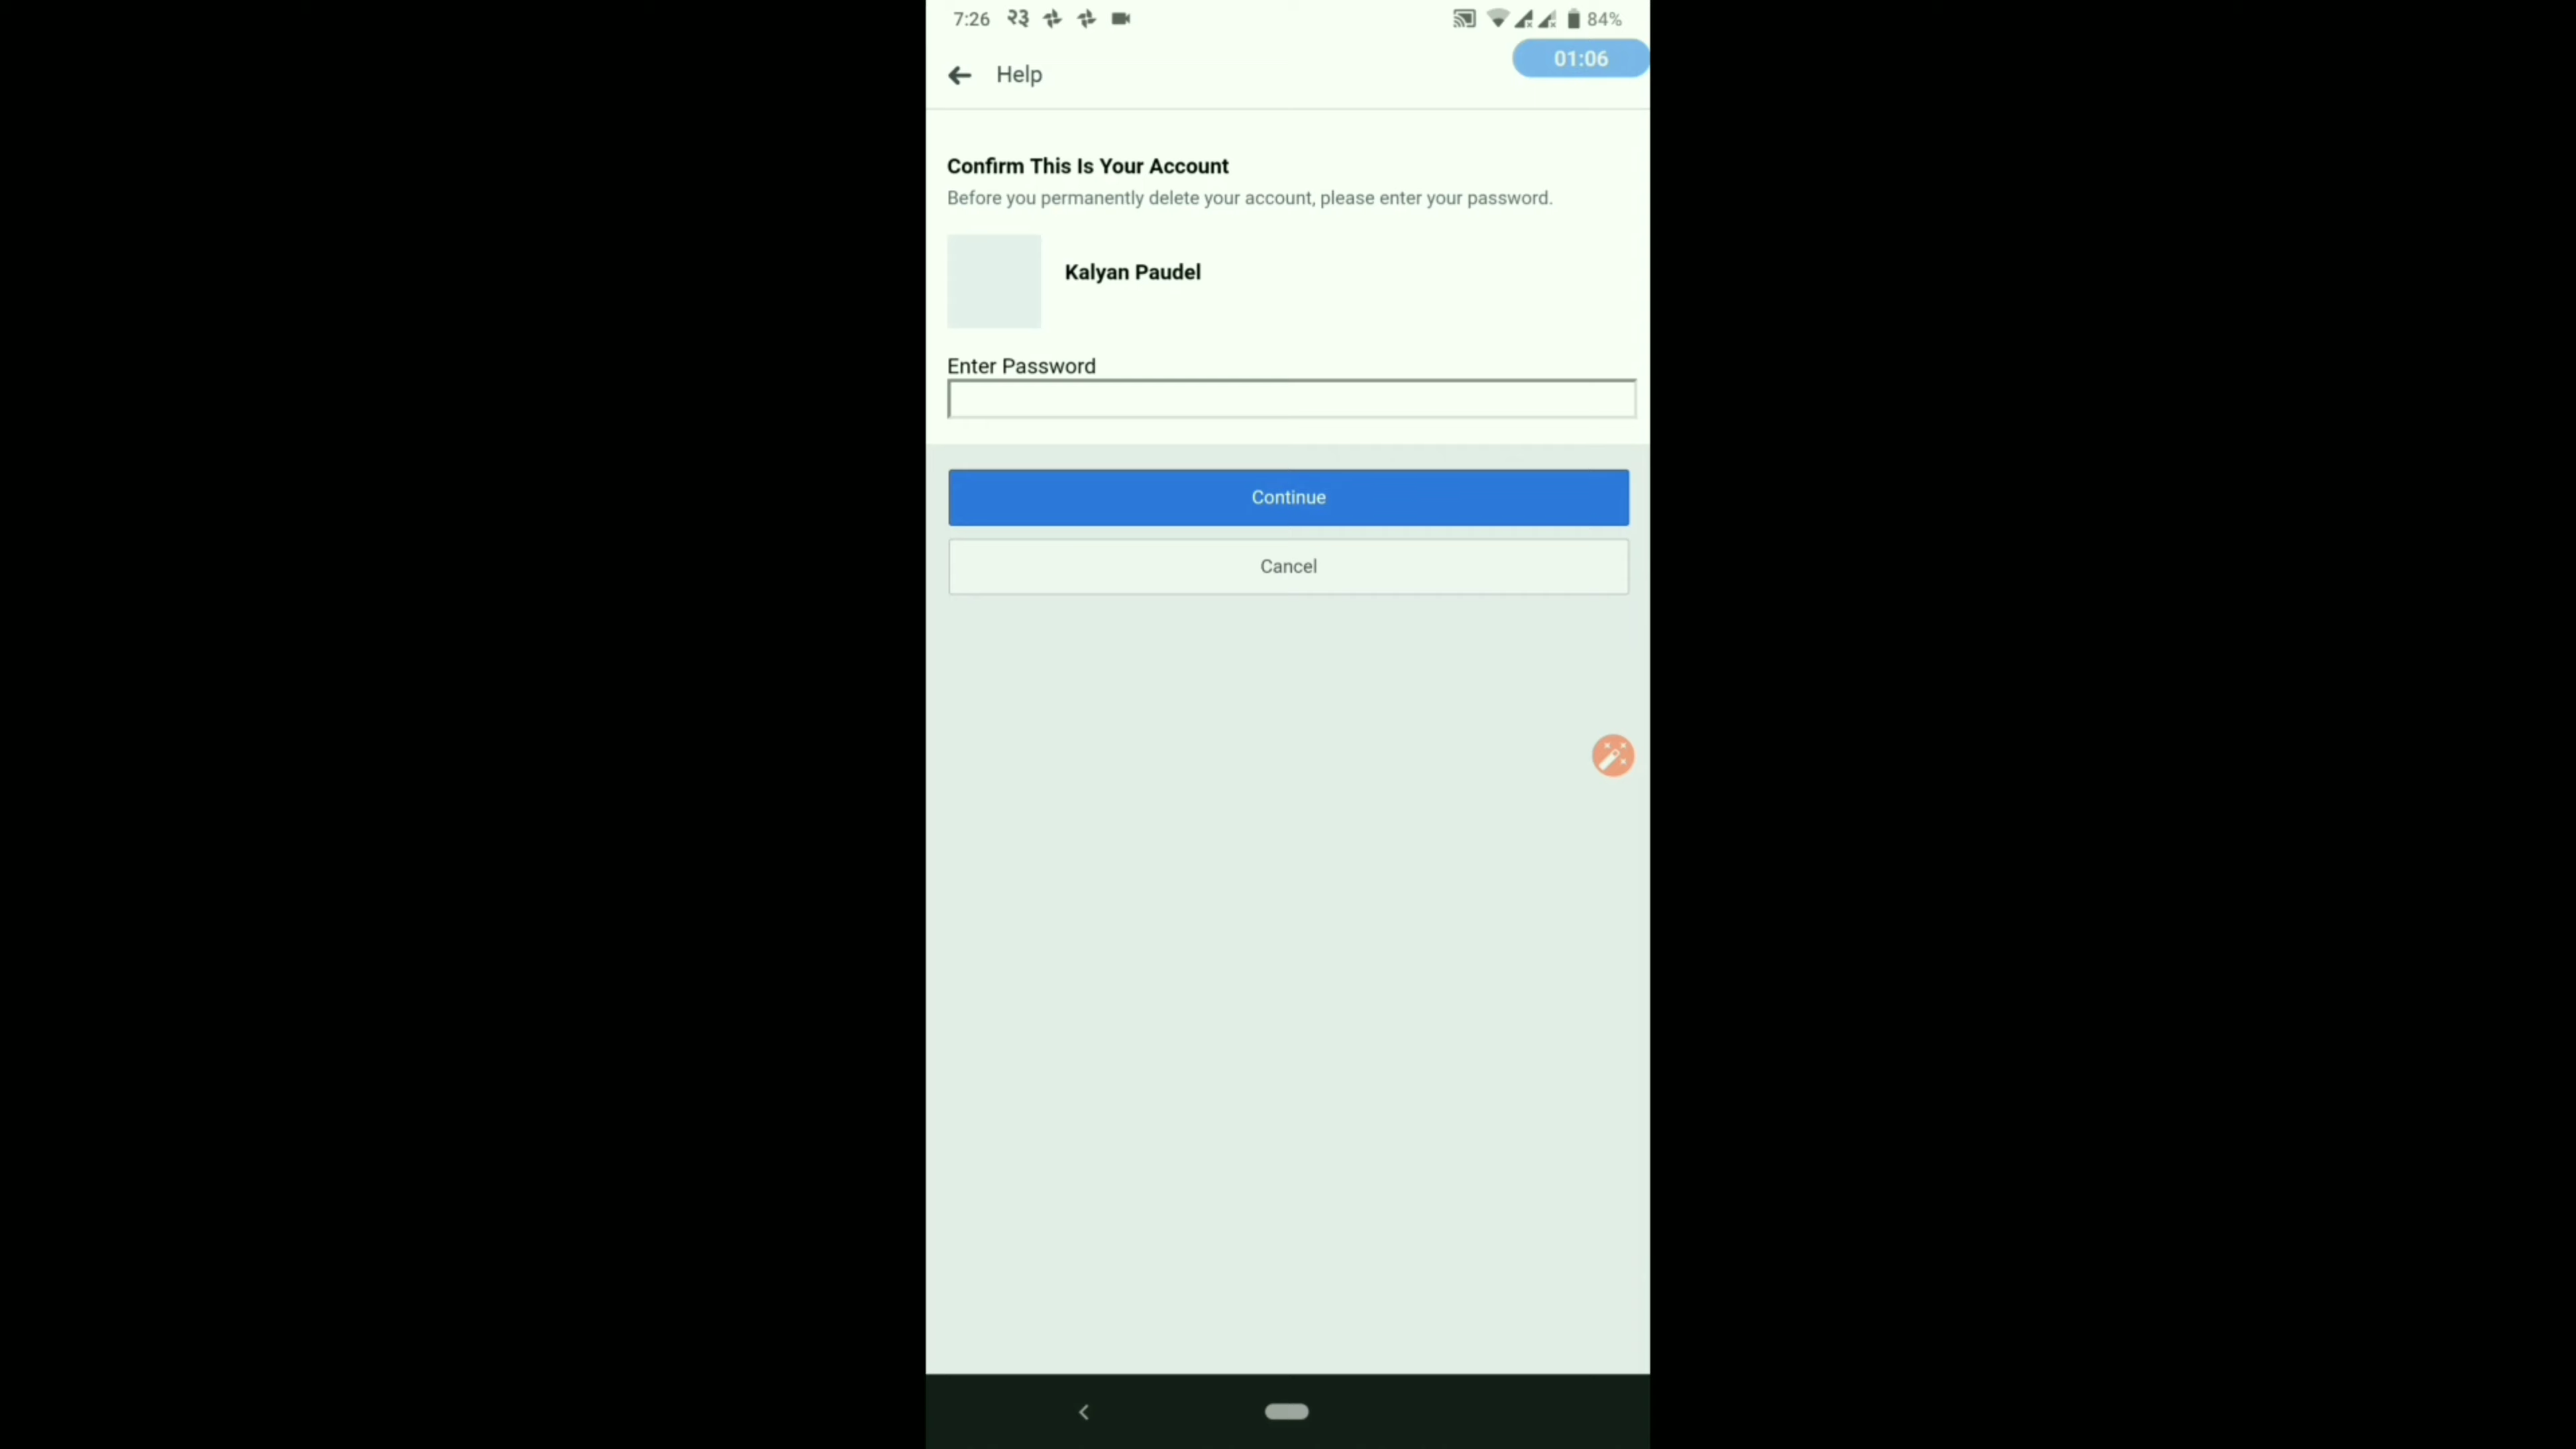 7:26 २३ 84%
01:06
Help
Confirm This Is Your Account
Before you permanently delete your account, please enter your password.
Kalyan Paudel
Enter Password
Continue
Cancel